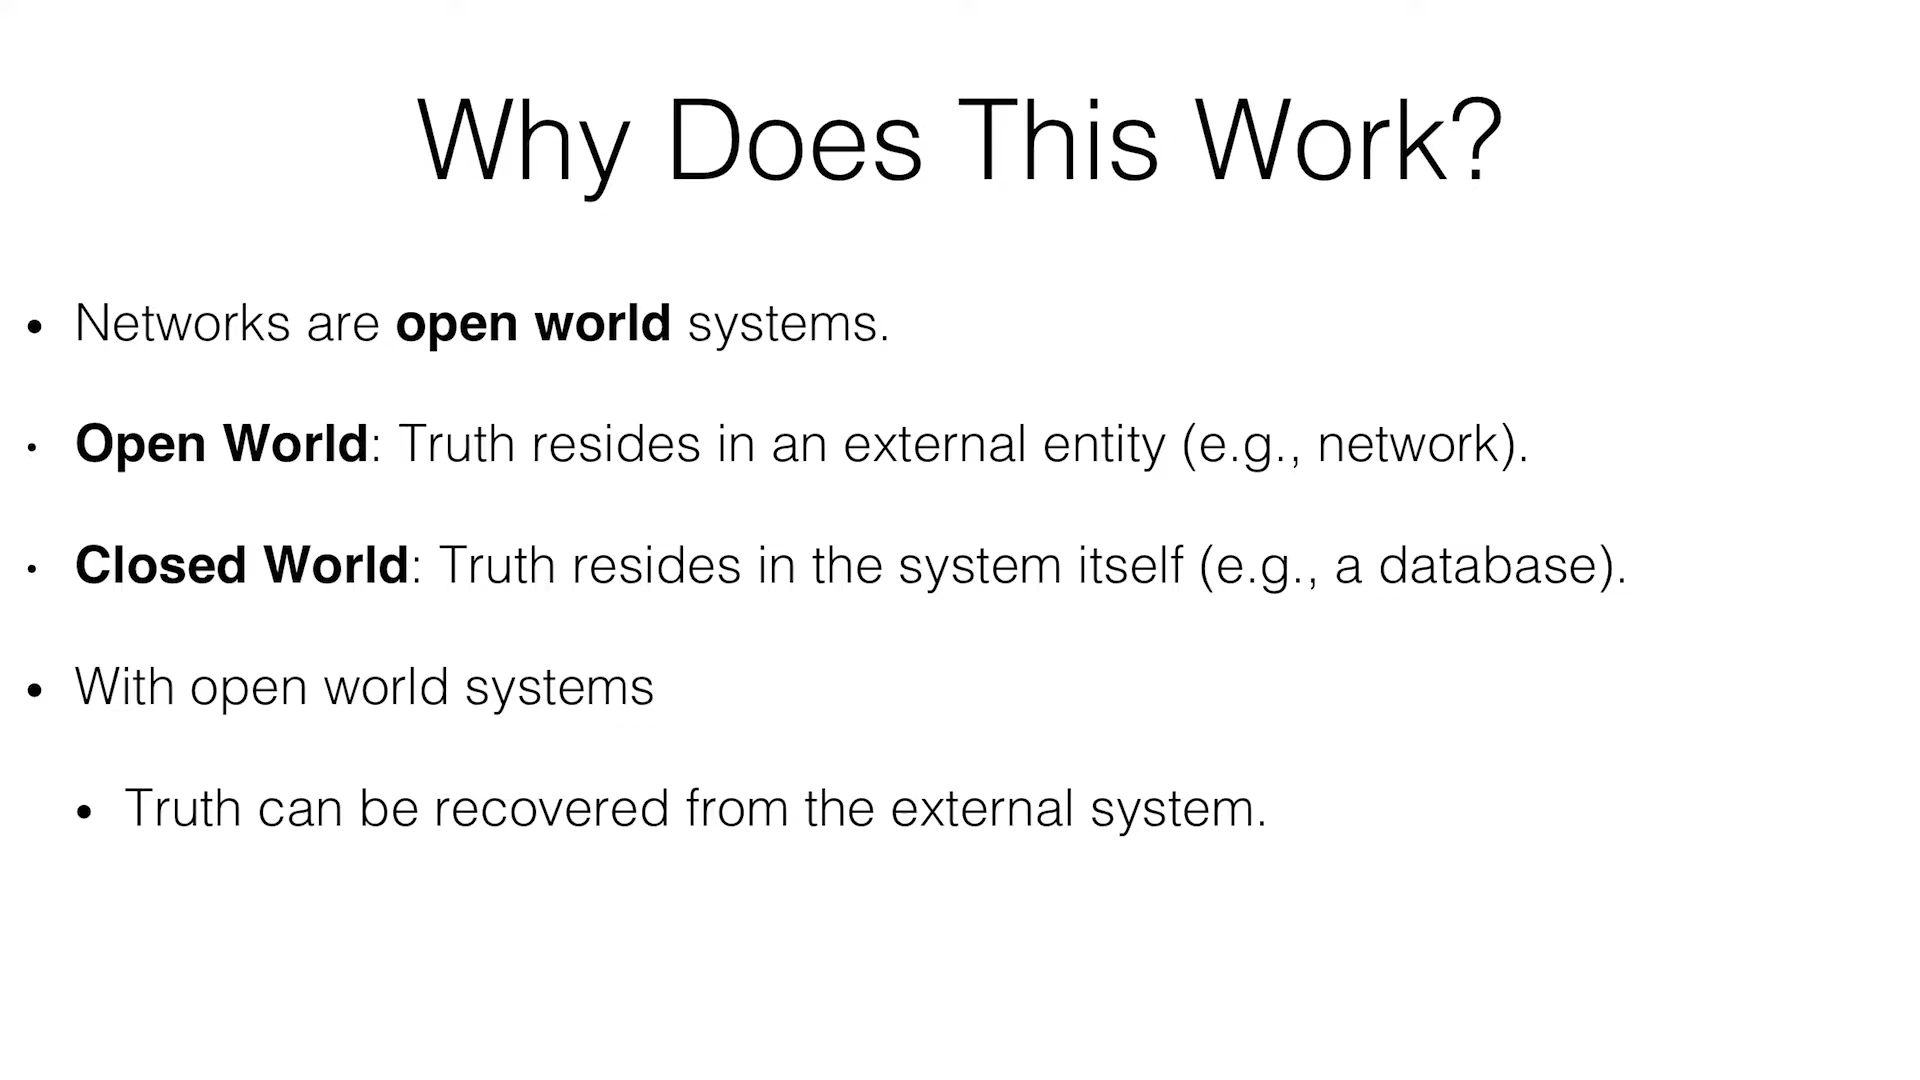 Why Does This Work?
• Networks are open world systems.
• Open World: Truth resides in an external entity (e.g., network).
• Closed World: Truth resides in the system itself (e.g., a database).
• With open world systems
• Truth can be recovered from the external system.